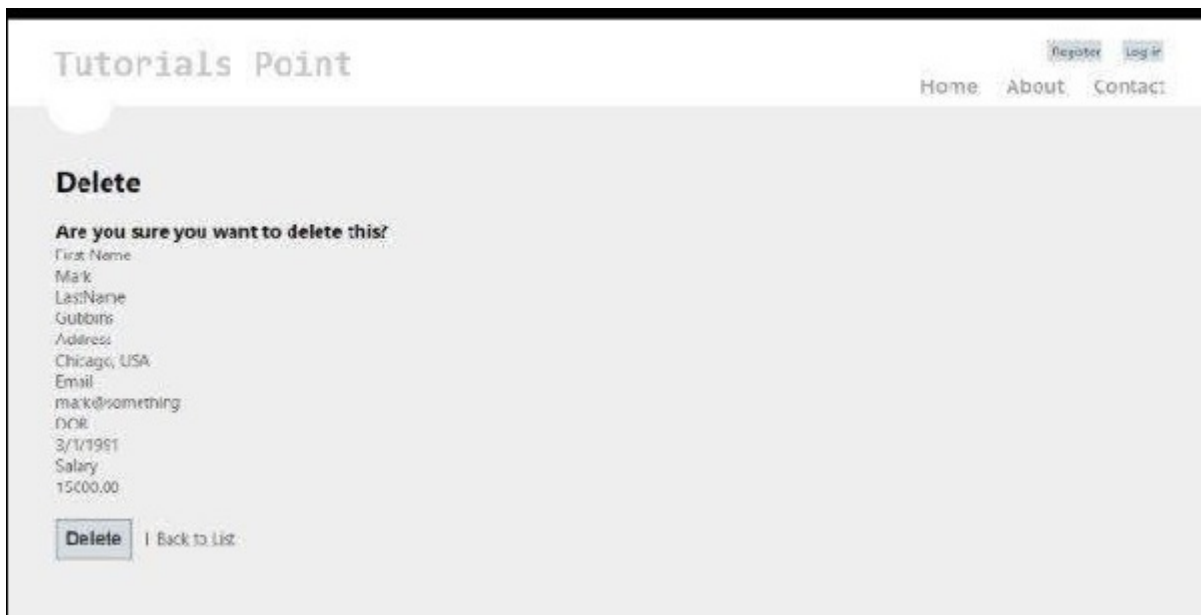 Tutorials Point
Register Log in
Home About Contact
Delete
Are you sure you want to delete this?
First Name
Mark
LastName
Gubbins
Address
Chicago, USA
Email
mark@something
DOB
3/1/1991
Salary
15000.00
Delete | Back to List